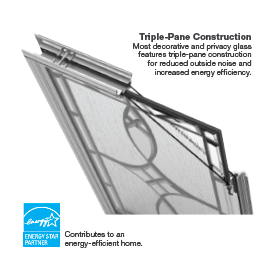 Triple-Pane Construction
Most decorative and privacy glass
features triple-pane construction
for reduced outside noise and
increased energy efficiency.
energy
ENERGY STAR
PARTNER
Contributes to an
energy-efficient home.